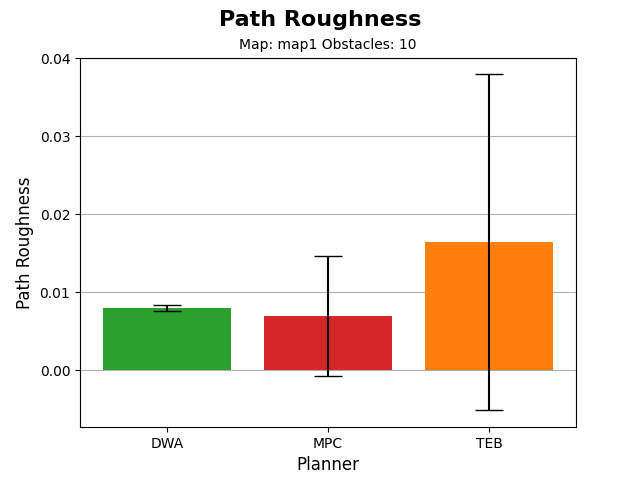 Path Roughness
Map: map1 Obstacles: 10
0.04
0.03
0.02
0.01
0.00
Path Roughness
DWA
MPC
TEB
Planner